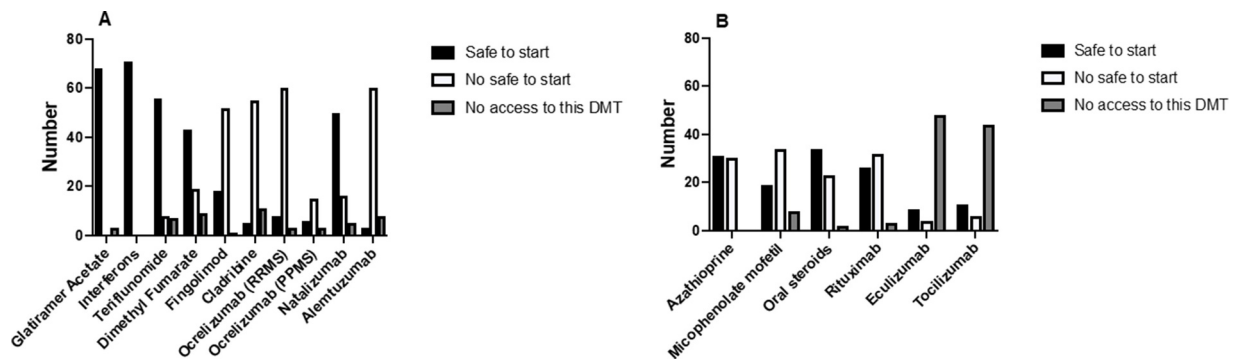 A
80
60
40
20
0
Number
Glatiramer Acetate
Interferons
Teriflunomide
Dimethyl Fumarate
Fingolimod
Cladribine
Ocrelizumab (RRMS)
Ocrelizumab (PPMS)
Natalizumab
Alemtuzumab
Safe to start
No safe to start
No access to this DMT
B
80
60
40
20
0
Number
Azathioprine
Micophenolate mofetil
Oral steroids
Rituximab
Eculizumab
Tocilizumab
Safe to start
No safe to start
No access to this DMT